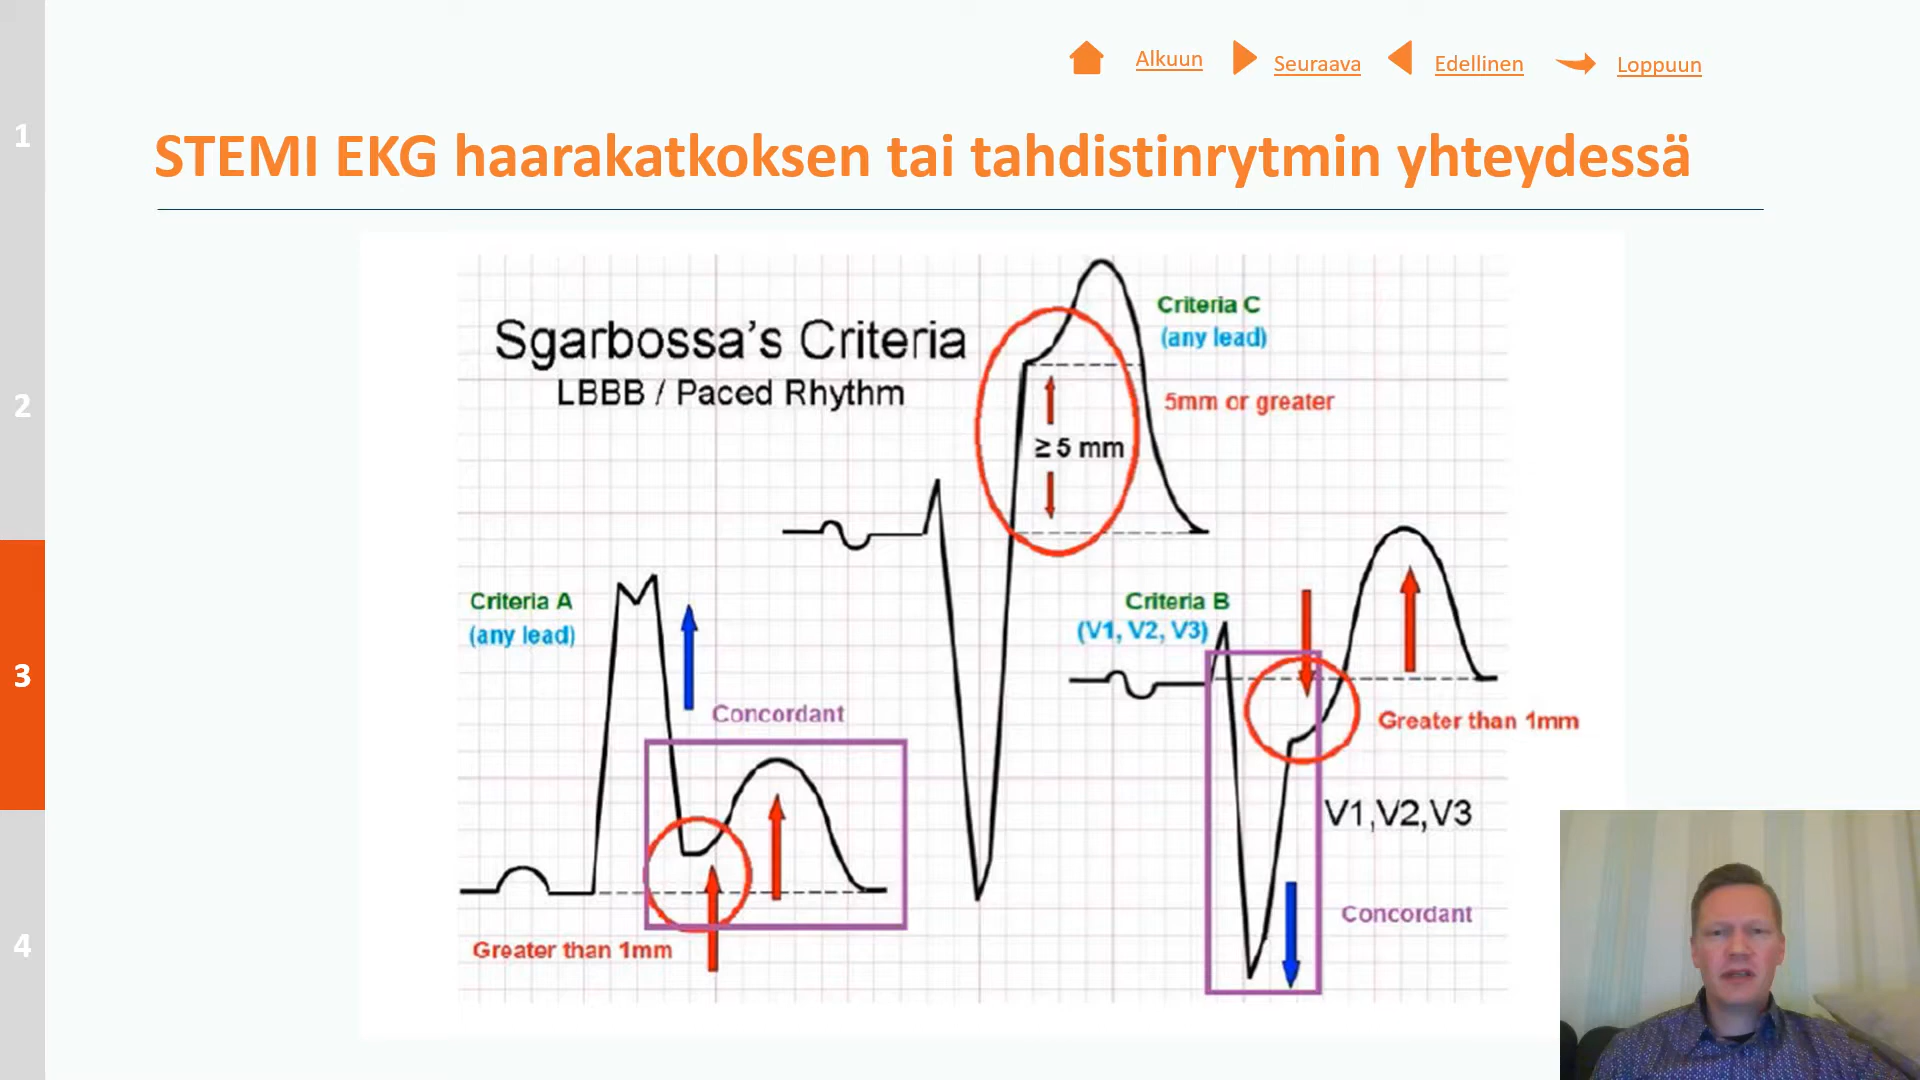 Alkuun
Seuraava
Edellinen
Loppuun
STEMI EKG haarakatkoksen tai tahdistinrytmin yhteydessä
1
2
3
4
Sgarbossa's Criteria
LBBB / Paced Rhythm
Criteria C
(any lead)
5mm or greater
≥ 5 mm
Criteria A
(any lead)
Concordant
Greater than 1mm
Criteria B
(V1, V2, V3)
Greater than 1mm
V1,V2,V3
Concordant